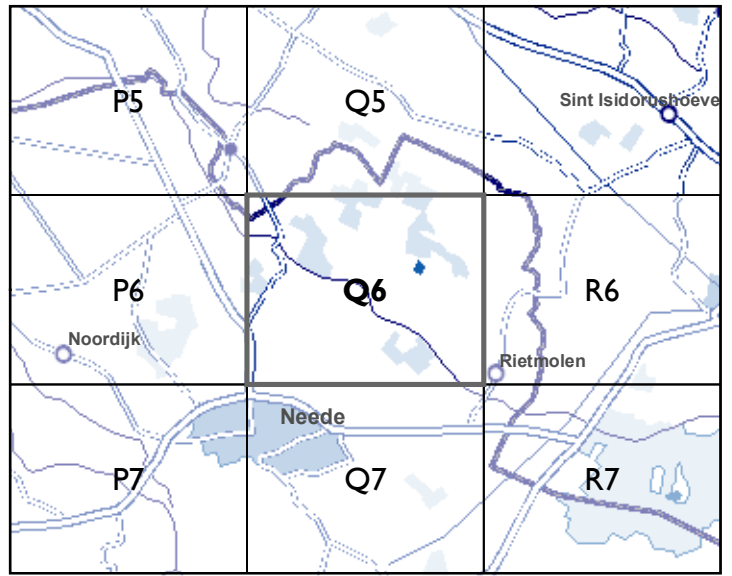 P5
Q5
Sint Isidorushoeve
P6
Q6
R6
Noordijk
Rietmolen
Neede
P7
Q7
R7